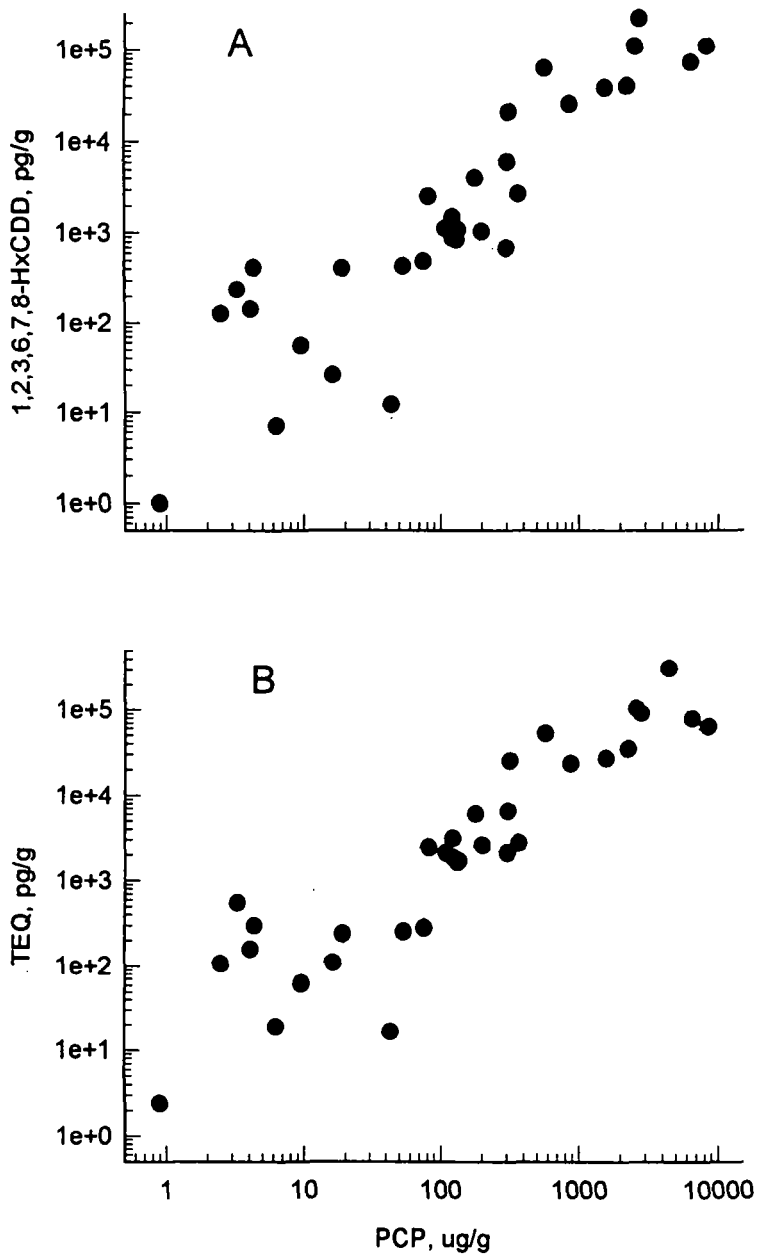 A
1,2,3,6,7,8-HxCDD, pg/g
1e+5
1e+4
1e+3
1e+2
1e+1
1e+0
B
TEQ, pg/g
1e+5
1e+4
1e+3
1e+2
1e+1
1e+0
1 10 100 1000 10000
PCP, ug/g